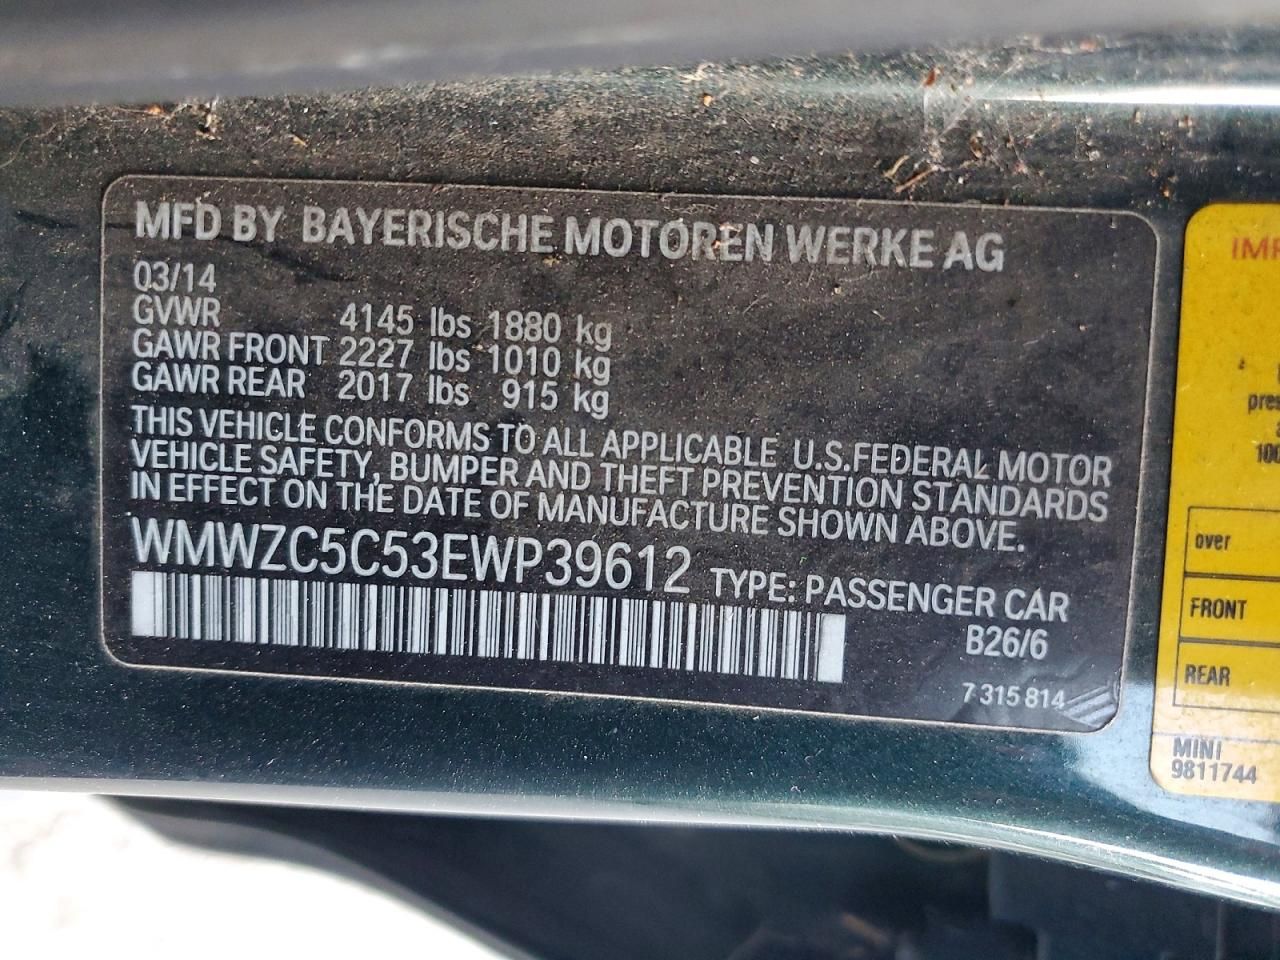 MFD BY BAYERISCHE MOTOREN WERKE AG
03/14
GVWR 4145 lbs 1880 kg
GAWR FRONT 2227 lbs 1010 kg
GAWR REAR 2017 lbs 915 kg
THIS VEHICLE CONFORMS TO ALL APPLICABLE U.S.FEDERAL MOTOR
VEHICLE SAFETY, BUMPER AND THEFT PREVENTION STANDARDS
IN EFFECT ON THE DATE OF MANUFACTURE SHOWN ABOVE.
WMWZC5C53EWP39612 TYPE: PASSENGER CAR
B26/6
7 315 814
over
FRONT
REAR
MINI
9811744